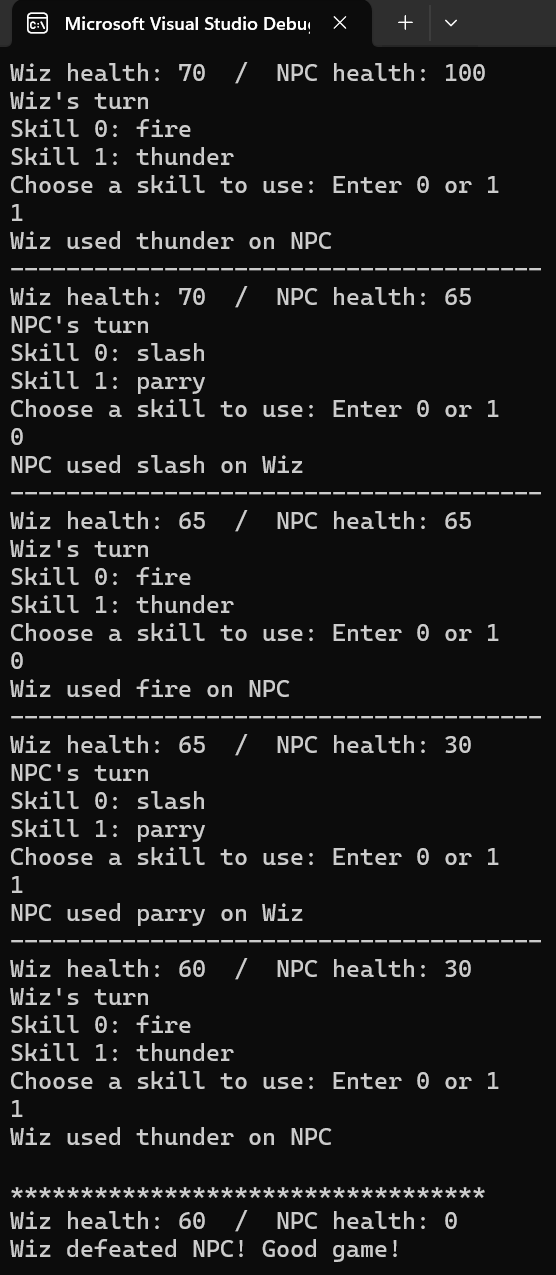 C:\
Microsoft Visual Studio Debu
Wiz health: 70  /  NPC health: 100
Wiz's turn
Skill 0: fire
Skill 1: thunder
Choose a skill to use: Enter 0 or 1
1
Wiz used thunder on NPC
--------------------------------------
Wiz health: 70  /  NPC health: 65
NPC's turn
Skill 0: slash
Skill 1: parry
Choose a skill to use: Enter 0 or 1
0
NPC used slash on Wiz
--------------------------------------
Wiz health: 65  /  NPC health: 65
Wiz's turn
Skill 0: fire
Skill 1: thunder
Choose a skill to use: Enter 0 or 1
0
Wiz used fire on NPC
--------------------------------------
Wiz health: 65  /  NPC health: 30
NPC's turn
Skill 0: slash
Skill 1: parry
Choose a skill to use: Enter 0 or 1
1
NPC used parry on Wiz
--------------------------------------
Wiz health: 60  /  NPC health: 30
Wiz's turn
Skill 0: fire
Skill 1: thunder
Choose a skill to use: Enter 0 or 1
1
Wiz used thunder on NPC
**********************************
Wiz health: 60  /  NPC health: 0
Wiz defeated NPC! Good game!